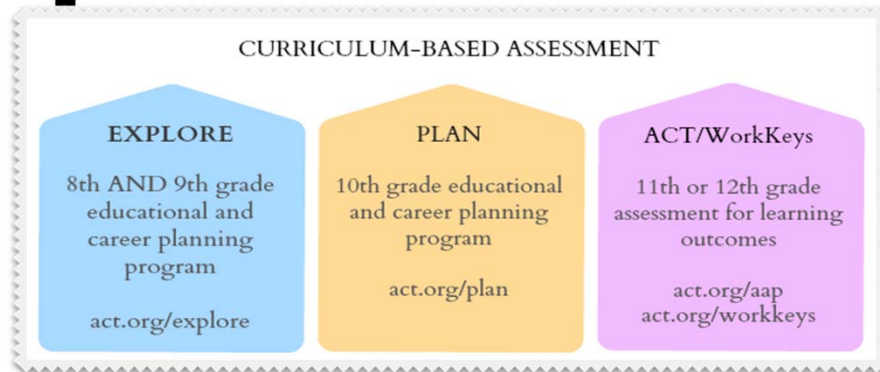 CURRICULUM-BASED ASSESSMENT
EXPLORE
8th AND 9th grade
educational and
career planning
program
act.org/explore
PLAN
10th grade educational
and career planning
program
act.org/plan
ACT/WorkKeys
11th or 12th grade
assessment for learning
outcomes
act.org/aap
act.org/workkeys